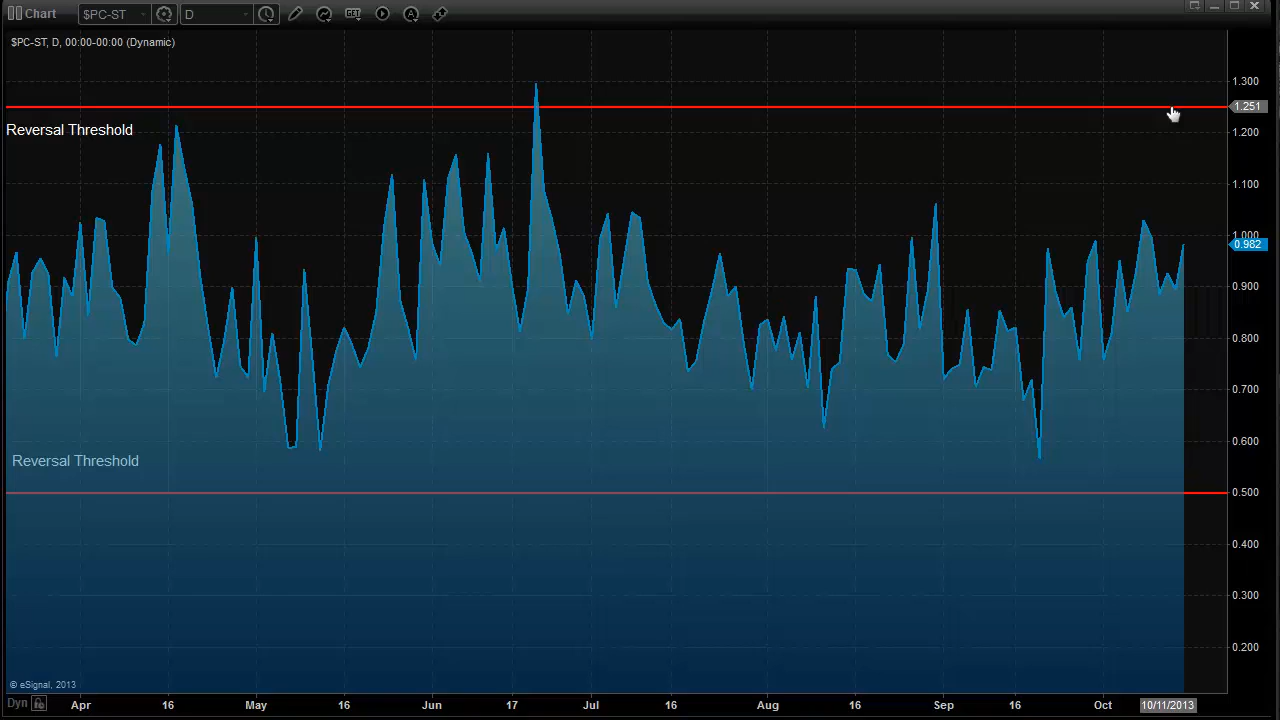 Chart $PC-ST D GET A
$PC-ST, D, 00:00-00:00 (Dynamic)
1.300
1.251
Reversal Threshold
1.200
1.100
1.000
0.982
0.900
0.800
0.700
0.600
Reversal Threshold
0.500
0.400
0.300
0.200
© eSignal, 2013
Dyn Apr 16 May 16 Jun 17 Jul 16 Aug 16 Sep 16 Oct 10/11/2013